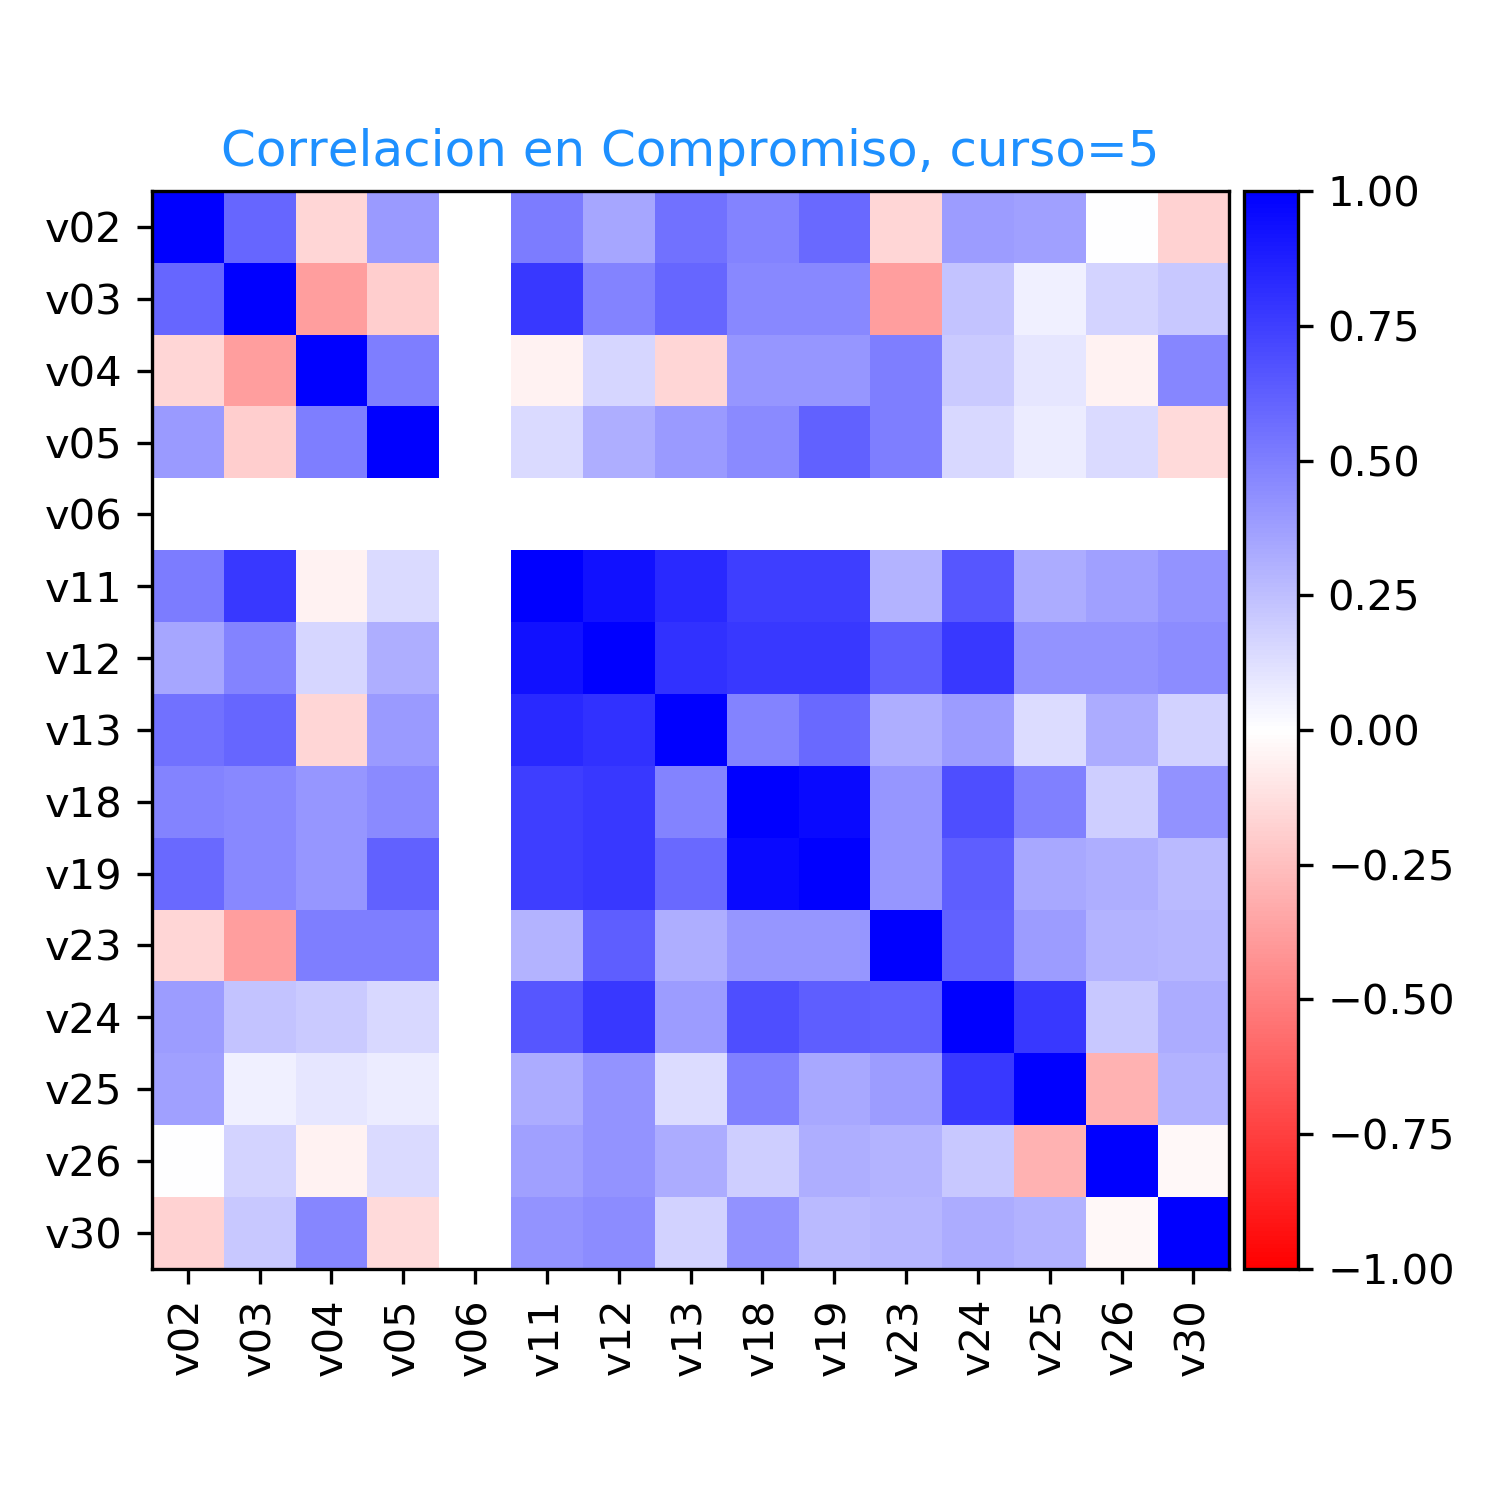 Correlacion en Compromiso, curso=5
v02
v03
v04
v05
v06
v11
v12
v13
v18
v19
v23
v24
v25
v26
v30
1.00
0.75
0.50
0.25
0.00
−0.25
−0.50
−0.75
−1.00
v02 v03 v04 v05 v06 v11 v12 v13 v18 v19 v23 v24 v25 v26 v30